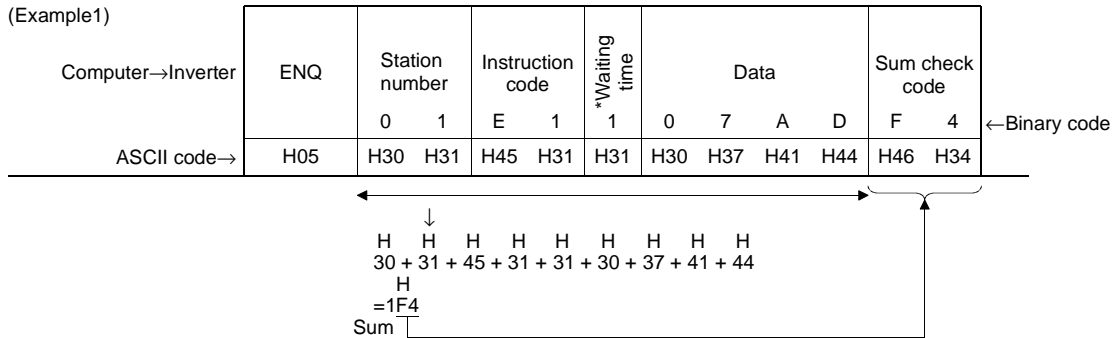 (Example1)
Computer→Inverter ENQ Station number Instruction code *Waiting time Data Sum check code
0 1 E 1 1 0 7 A D F 4 ←Binary code
ASCII code→ H05 H30 H31 H45 H31 H31 H30 H37 H41 H44 H46 H34
↓
H H H H H H H H
30 + 31 + 45 + 31 + 31 + 30 + 37 + 41 + 44
H
=1F4
Sum